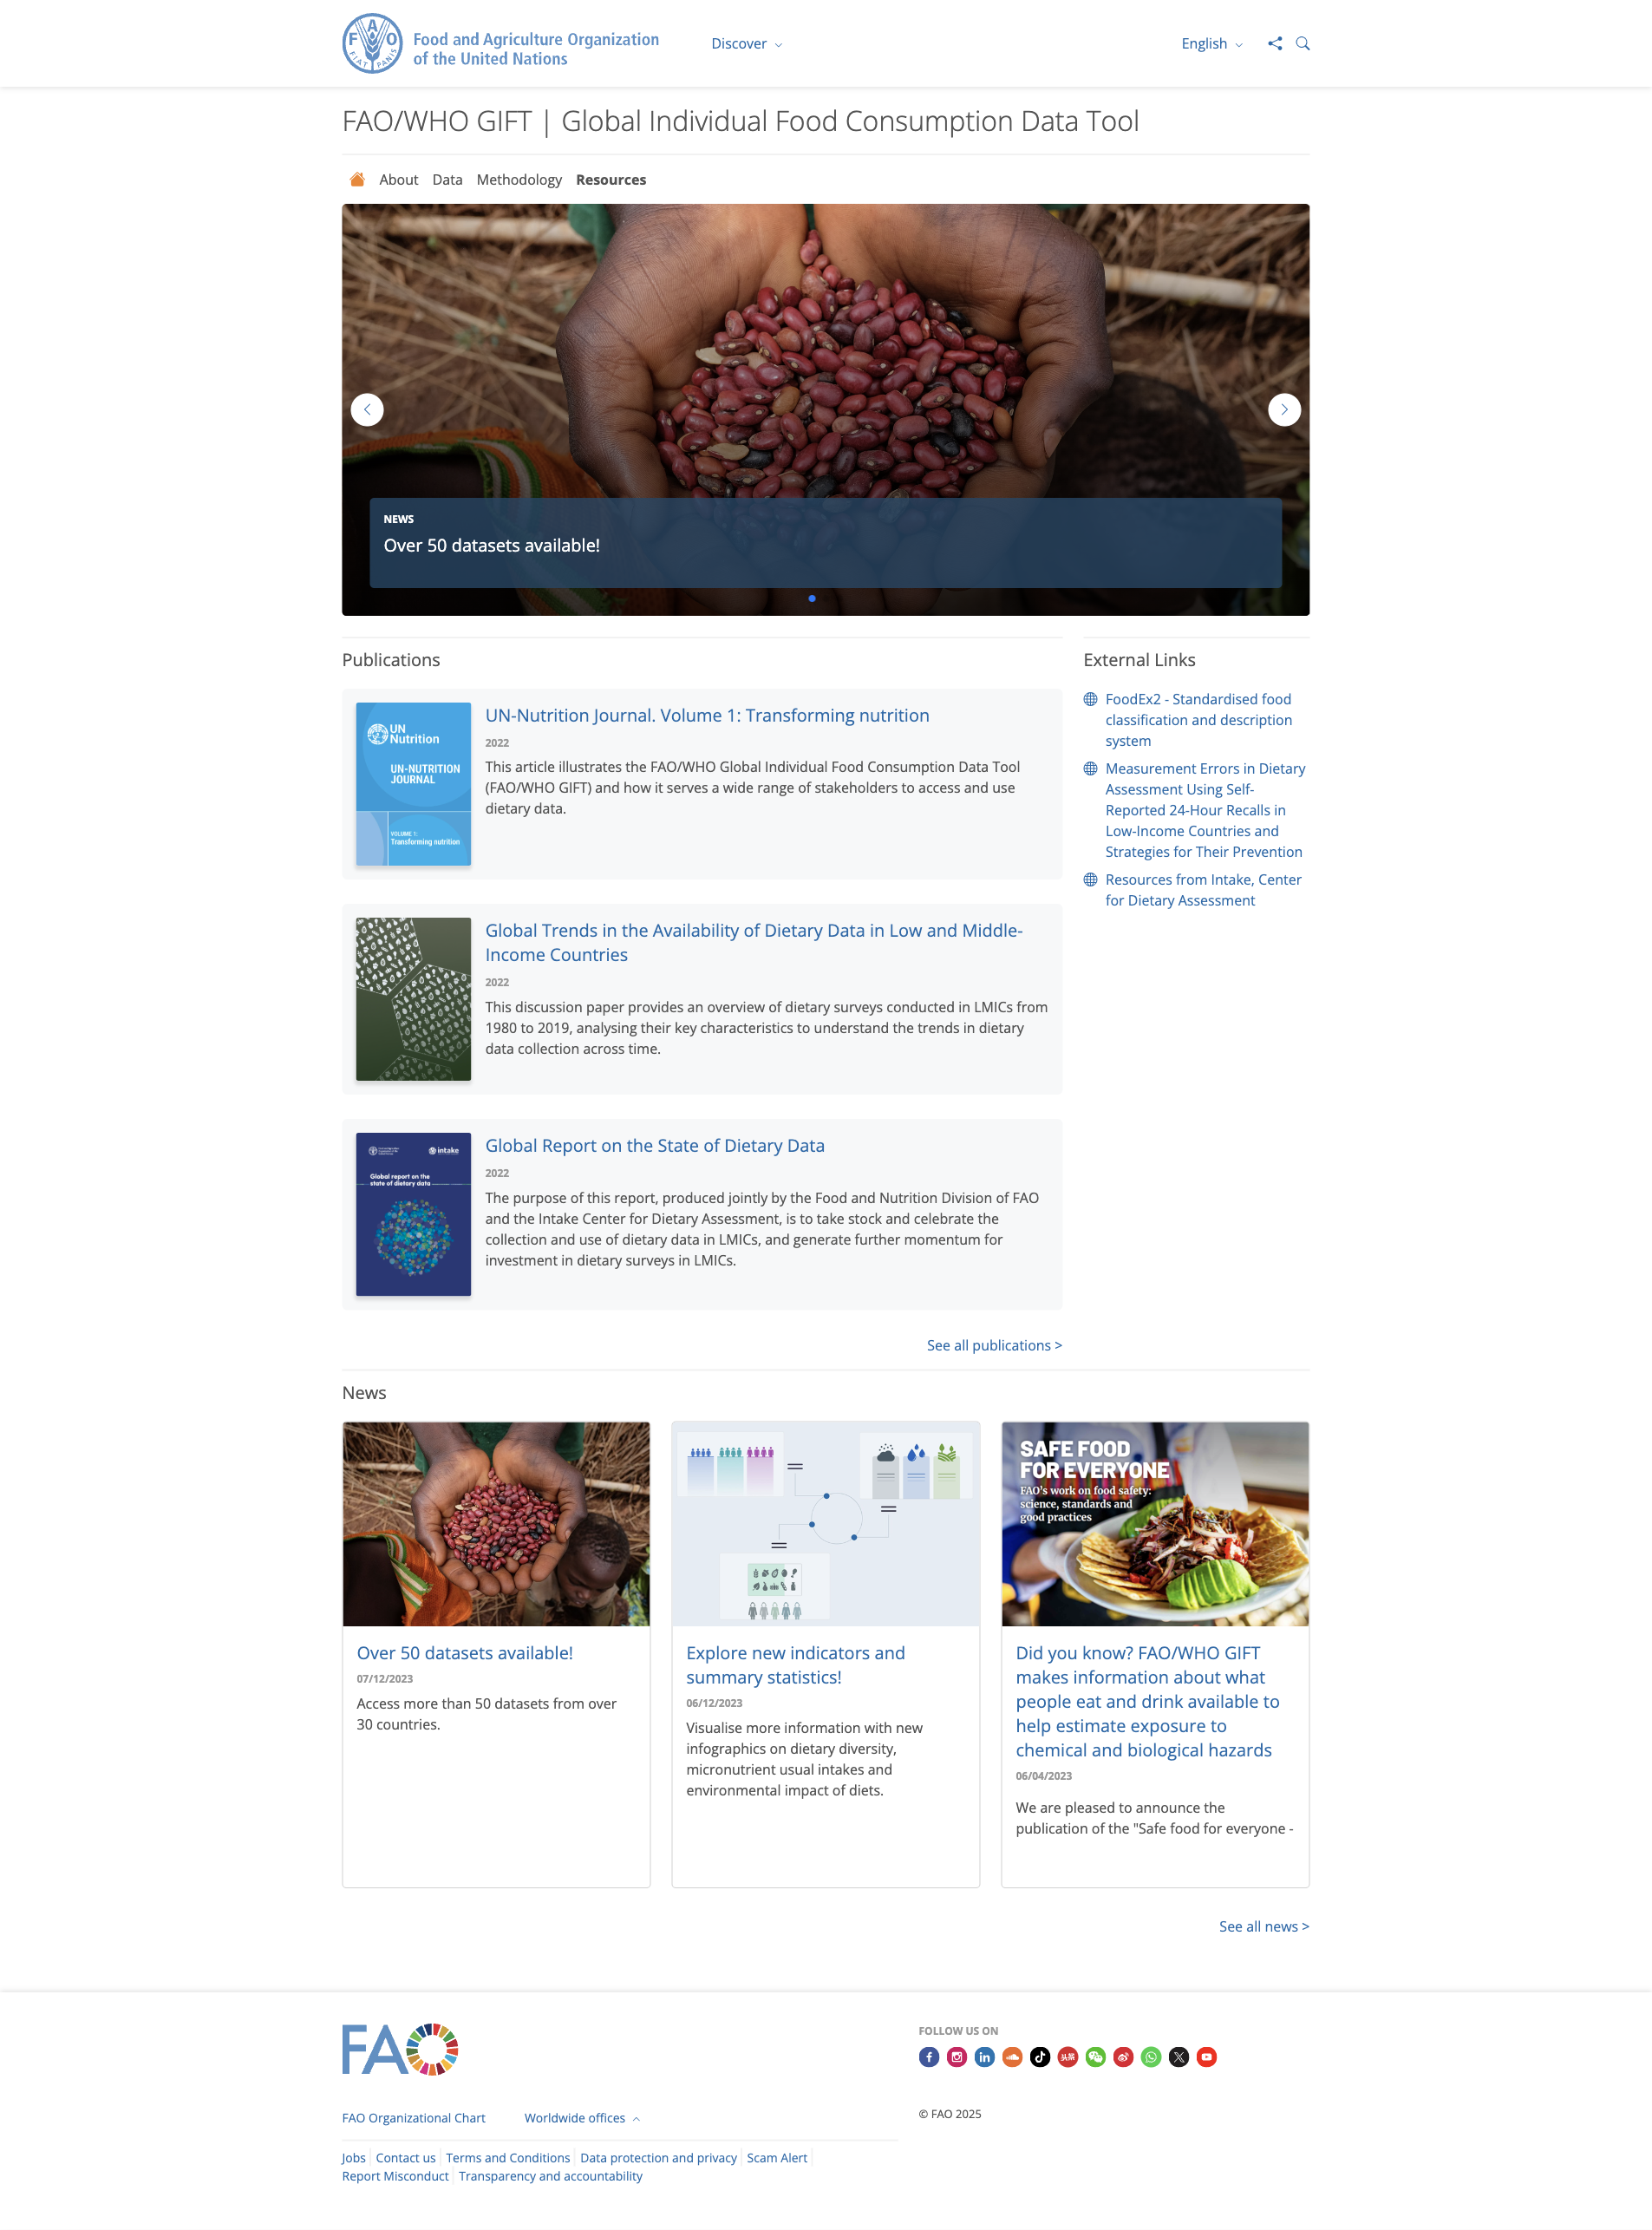 FAO
FIAT PANIS
Food and Agriculture Organization
of the United Nations
Discover
English
FAO/WHO GIFT | Global Individual Food Consumption Data Tool
About Data Methodology Resources
NEWS
Over 50 datasets available!
Publications
UN
Nutrition
UN-NUTRITION
JOURNAL
VOLUME 1:
Transforming nutrition
UN-Nutrition Journal. Volume 1: Transforming nutrition
2022
This article illustrates the FAO/WHO Global Individual Food Consumption Data Tool
(FAO/WHO GIFT) and how it serves a wide range of stakeholders to access and use
dietary data.
Global Trends in the Availability of Dietary Data in Low and Middle-
Income Countries
2022
This discussion paper provides an overview of dietary surveys conducted in LMICs from
1980 to 2019, analysing their key characteristics to understand the trends in dietary
data collection across time.
intake
Global report on the
state of dietary data
Global Report on the State of Dietary Data
2022
The purpose of this report, produced jointly by the Food and Nutrition Division of FAO
and the Intake Center for Dietary Assessment, is to take stock and celebrate the
collection and use of dietary data in LMICs, and generate further momentum for
investment in dietary surveys in LMICs.
See all publications >
External Links
FoodEx2 - Standardised food
classification and description
system
Measurement Errors in Dietary
Assessment Using Self-
Reported 24-Hour Recalls in
Low-Income Countries and
Strategies for Their Prevention
Resources from Intake, Center
for Dietary Assessment
News
Over 50 datasets available!
07/12/2023
Access more than 50 datasets from over
30 countries.
Explore new indicators and
summary statistics!
06/12/2023
Visualise more information with new
infographics on dietary diversity,
micronutrient usual intakes and
environmental impact of diets.
SAFE FOOD
FOR EVERYONE
FAO's work on food safety:
science, standards and
good practices
Did you know? FAO/WHO GIFT
makes information about what
people eat and drink available to
help estimate exposure to
chemical and biological hazards
06/04/2023
We are pleased to announce the
publication of the "Safe food for everyone -
See all news >
FAO
FOLLOW US ON
头条
FAO Organizational Chart Worldwide offices
© FAO 2025
Jobs Contact us Terms and Conditions Data protection and privacy Scam Alert
Report Misconduct Transparency and accountability